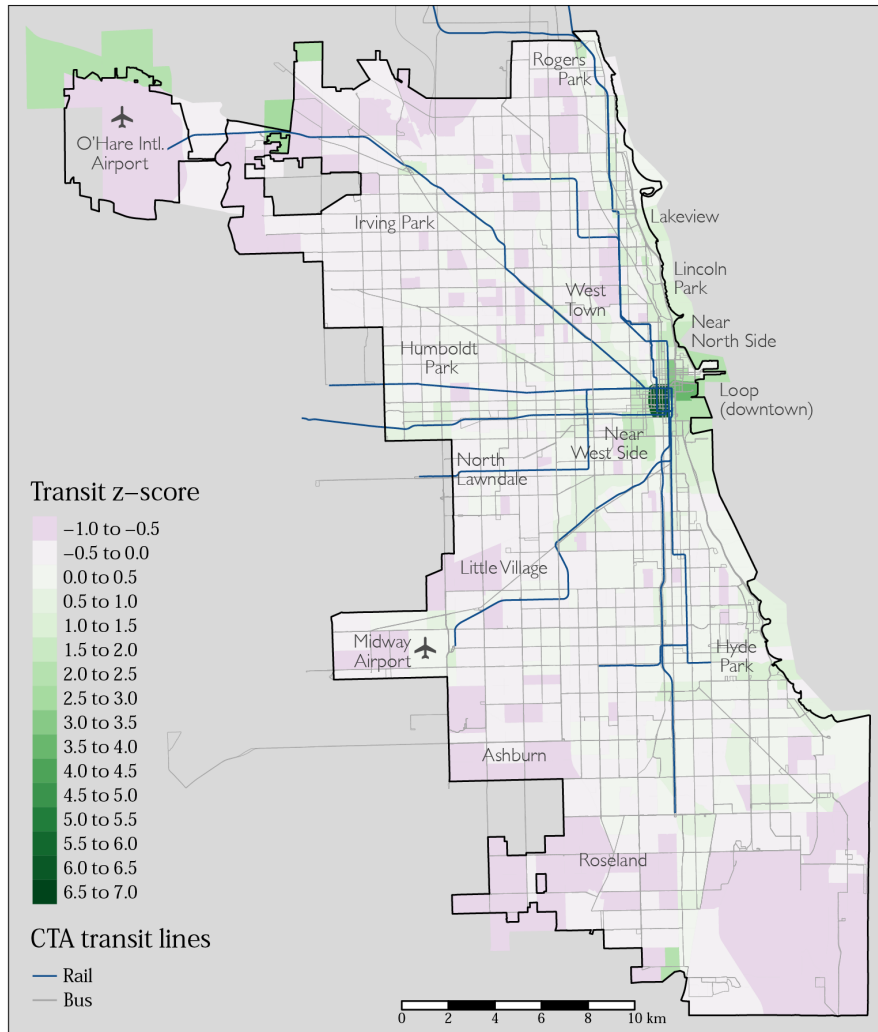 Rogers
Park
O'Hare Intl.
Airport
Lakeview
Irving Park
Lincoln
Park
West
Town
Near
North Side
Humboldt
Park
Loop
(downtown)
Near
West Side
North
Lawndale
Transit z–score
–1.0 to –0.5
–0.5 to 0.0
0.0 to 0.5
0.5 to 1.0
1.0 to 1.5
1.5 to 2.0
2.0 to 2.5
2.5 to 3.0
3.0 to 3.5
3.5 to 4.0
4.0 to 4.5
4.5 to 5.0
5.0 to 5.5
5.5 to 6.0
6.0 to 6.5
6.5 to 7.0
Little Village
Midway
Airport
Hyde
Park
Ashburn
Roseland
CTA transit lines
Rail
Bus
0 2 4 6 8 10 km